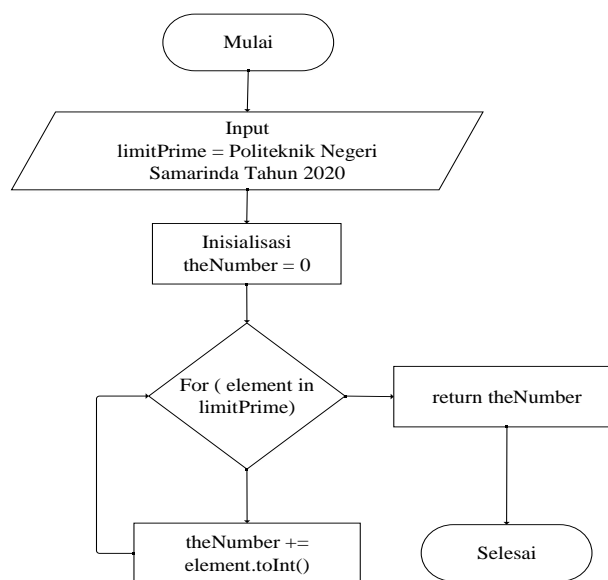 Mulai
Input
limitPrime = Politeknik Negeri
Samarinda Tahun 2020
Inisialisasi
theNumber = 0
For ( element in
limitPrime)
return theNumber
theNumber +=
element.toInt()
Selesai